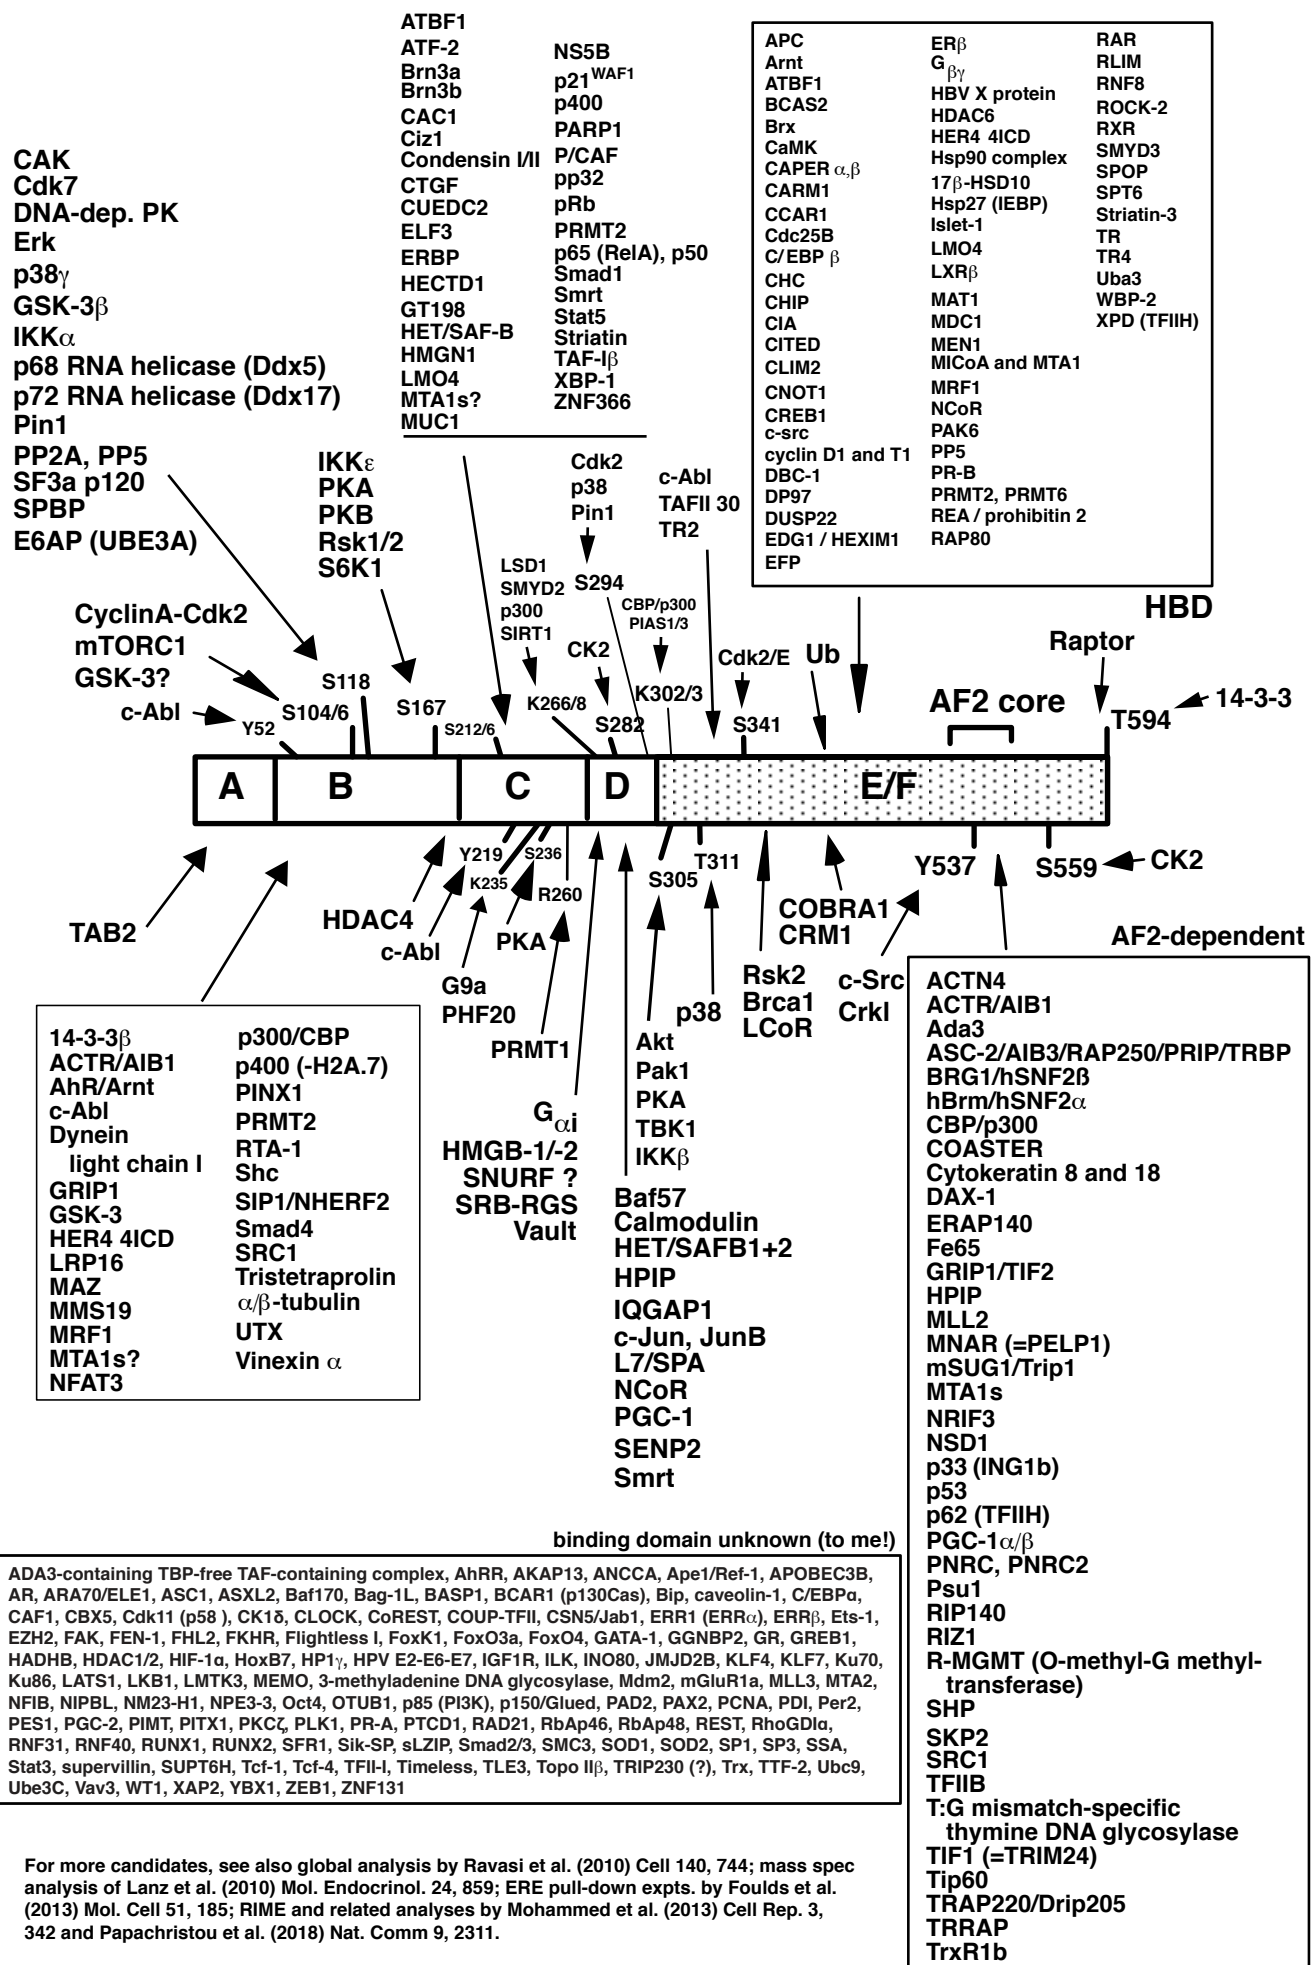 ATBF1
ATF-2
Brn3a
Brn3b
CAC1
Ciz1
Condensin I/II
CTGF
CUEDC2
ELF3
ERBP
HECTD1
GT198
HET/SAF-B
HMGN1
LMO4
MTA1s?
MUC1
NS5B
p21WAF1
p400
PARP1
P/CAF
pp32
pRb
PRMT2
p65 (RelA), p50
Smad1
Smrt
Stat5
Striatin
TAF-Iβ
XBP-1
ZNF366
APC
Arnt
ATBF1
BCAS2
Brx
CaMK
CAPER α,β
CARM1
CCAR1
Cdc25B
C/EBP β
CHC
CHIP
CIA
CITED
CLIM2
CNOT1
CREB1
c-src
cyclin D1 and T1
DBC-1
DP97
DUSP22
EDG1 / HEXIM1
EFP
ERβ
Gβγ
HBV X protein
HDAC6
HER4 4ICD
Hsp90 complex
17β-HSD10
Hsp27 (IEBP)
Islet-1
LMO4
LXRβ
MAT1
MDC1
MEN1
MICoA and MTA1
MRF1
NCoR
PAK6
PP5
PR-B
PRMT2, PRMT6
REA / prohibitin 2
RAP80
RAR
RLIM
RNF8
ROCK-2
RXR
SMYD3
SPOP
SPT6
Striatin-3
TR
TR4
Uba3
WBP-2
XPD (TFIIH)
HBD
CAK
Cdk7
DNA-dep. PK
Erk
p38γ
GSK-3β
IKKα
p68 RNA helicase (Ddx5)
p72 RNA helicase (Ddx17)
Pin1
PP2A, PP5
SF3a p120
SPBP
E6AP (UBE3A)
IKKε
PKA
PKB
Rsk1/2
S6K1
Cdk2
p38
Pin1
c-Abl
TAFII 30
TR2
LSD1
SMYD2
p300
SIRT1
S294
CBP/p300
PIAS1/3
CyclinA-Cdk2
mTORC1
GSK-3?
CK2
Cdk2/E
Ub
Raptor
c-Abl
Y52
S104/6
S118
S167
S212/6
K266/8
S282
K302/3
S341
AF2 core
T594
14-3-3
A
B
C
D
E/F
TAB2
HDAC4
c-Abl
Y219
K235
S236
R260
PKA
G9a
PHF20
PRMT1
S305
T311
p38
Rsk2
Brca1
LCoR
COBRA1
CRM1
Y537
c-Src
Crkl
S559
CK2
AF2-dependent
14-3-3β
ACTR/AIB1
AhR/Arnt
c-Abl
Dynein
light chain I
GRIP1
GSK-3
HER4 4ICD
LRP16
MAZ
MMS19
MRF1
MTA1s?
NFAT3
p300/CBP
p400 (-H2A.7)
PINX1
PRMT2
RTA-1
Shc
SIP1/NHERF2
Smad4
SRC1
Tristetraprolin
α/β-tubulin
UTX
Vinexin α
Gαi
HMGB-1/-2
SNURF ?
SRB-RGS
Vault
Akt
Pak1
PKA
TBK1
IKKβ
Baf57
Calmodulin
HET/SAFB1+2
HPIP
IQGAP1
c-Jun, JunB
L7/SPA
NCoR
PGC-1
SENP2
Smrt
ACTN4
ACTR/AIB1
Ada3
ASC-2/AIB3/RAP250/PRIP/TRBP
BRG1/hSNF2ß
hBrm/hSNF2α
CBP/p300
COASTER
Cytokeratin 8 and 18
DAX-1
ERAP140
Fe65
GRIP1/TIF2
HPIP
MLL2
MNAR (=PELP1)
mSUG1/Trip1
MTA1s
NRIF3
NSD1
p33 (ING1b)
p53
p62 (TFIIH)
PGC-1α/β
PNRC, PNRC2
Psu1
RIP140
RIZ1
R-MGMT (O-methyl-G methyl-
transferase)
SHP
SKP2
SRC1
TFIIB
T:G mismatch-specific
thymine DNA glycosylase
TIF1 (=TRIM24)
Tip60
TRAP220/Drip205
TRRAP
TrxR1b
binding domain unknown (to me!)
ADA3-containing TBP-free TAF-containing complex, AhRR, AKAP13, ANCCA, Ape1/Ref-1, APOBEC3B,
AR, ARA70/ELE1, ASC1, ASXL2, Baf170, Bag-1L, BASP1, BCAR1 (p130Cas), Bip, caveolin-1, C/EBPα,
CAF1, CBX5, Cdk11 (p58 ), CK1δ, CLOCK, CoREST, COUP-TFII, CSN5/Jab1, ERR1 (ERRα), ERRβ, Ets-1,
EZH2, FAK, FEN-1, FHL2, FKHR, Flightless I, FoxK1, FoxO3a, FoxO4, GATA-1, GGNBP2, GR, GREB1,
HADHB, HDAC1/2, HIF-1α, HoxB7, HP1γ, HPV E2-E6-E7, IGF1R, ILK, INO80, JMJD2B, KLF4, KLF7, Ku70,
Ku86, LATS1, LKB1, LMTK3, MEMO, 3-methyladenine DNA glycosylase, Mdm2, mGluR1a, MLL3, MTA2,
NFIB, NIPBL, NM23-H1, NPE3-3, Oct4, OTUB1, p85 (PI3K), p150/Glued, PAD2, PAX2, PCNA, PDI, Per2,
PES1, PGC-2, PIMT, PITX1, PKCζ, PLK1, PR-A, PTCD1, RAD21, RbAp46, RbAp48, REST, RhoGDIα,
RNF31, RNF40, RUNX1, RUNX2, SFR1, Sik-SP, sLZIP, Smad2/3, SMC3, SOD1, SOD2, SP1, SP3, SSA,
Stat3, supervillin, SUPT6H, Tcf-1, Tcf-4, TFII-I, Timeless, TLE3, Topo IIβ, TRIP230 (?), Trx, TTF-2, Ubc9,
Ube3C, Vav3, WT1, XAP2, YBX1, ZEB1, ZNF131
For more candidates, see also global analysis by Ravasi et al. (2010) Cell 140, 744; mass spec
analysis of Lanz et al. (2010) Mol. Endocrinol. 24, 859; ERE pull-down expts. by Foulds et al.
(2013) Mol. Cell 51, 185; RIME and related analyses by Mohammed et al. (2013) Cell Rep. 3,
342 and Papachristou et al. (2018) Nat. Comm 9, 2311.